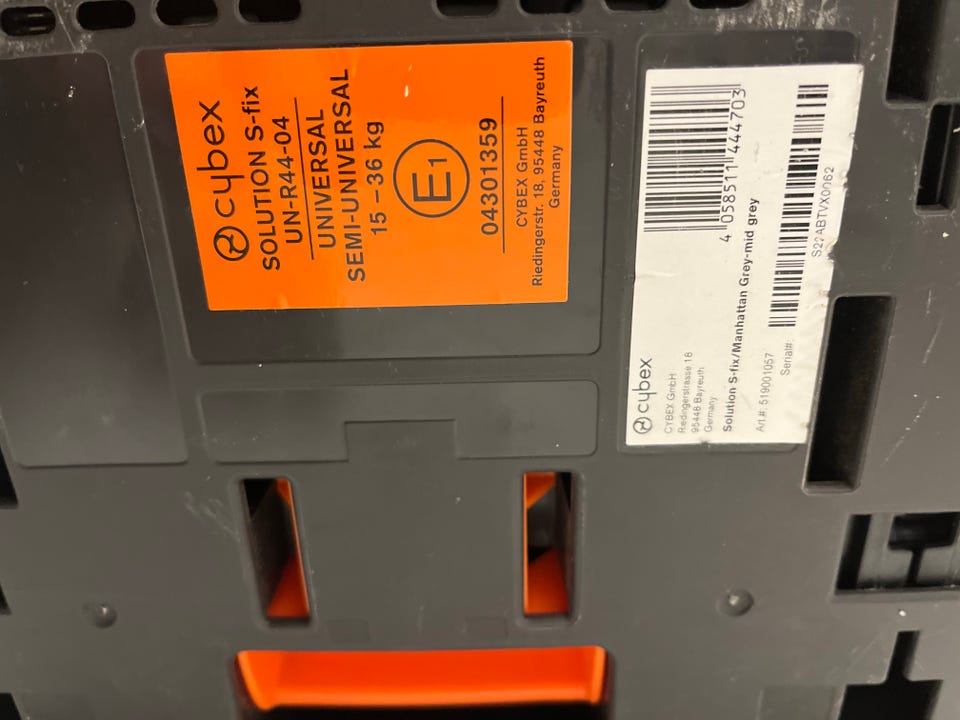 cybex
SOLUTION S-fix
UN-R44-04
UNIVERSAL
SEMI-UNIVERSAL
15 –36 kg
E1
04301359
CYBEX GmbH
Riedingerstr. 18, 95448 Bayreuth
Germany
cybex
CYBEX GmbH
Riedingerstrasse 18
95448 Bayreuth
Germany
4 058511 444703
Solution S-fix/Manhattan Grey-mid grey
Art.#: 519001057
Serial#:
S22ABTVX0062